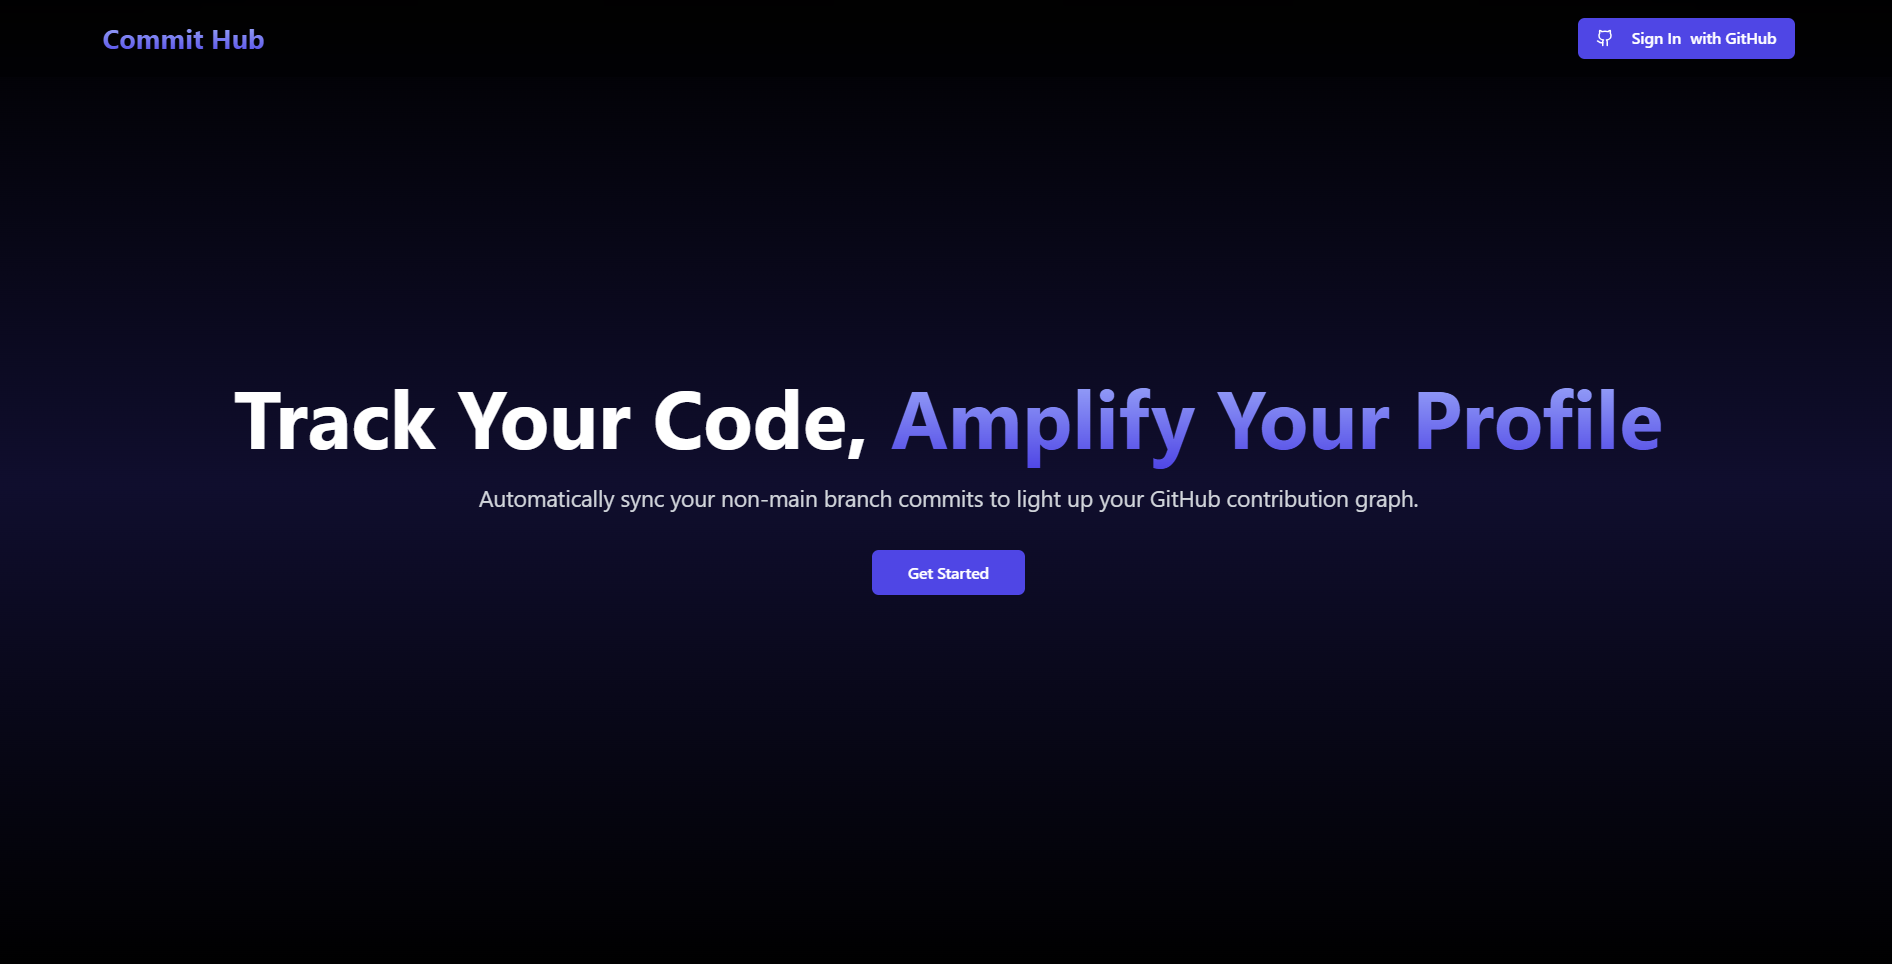 Commit Hub
Sign In with GitHub
Track Your Code, Amplify Your Profile
Automatically sync your non-main branch commits to light up your GitHub contribution graph.
Get Started